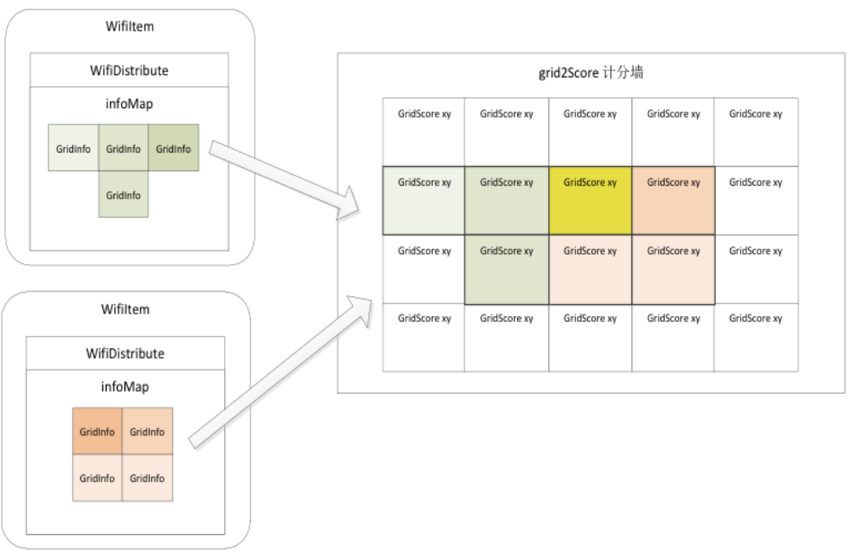 WifiItem
WifiDistribute
infoMap
GridInfo GridInfo GridInfo
GridInfo
WifiItem
WifiDistribute
infoMap
GridInfo GridInfo
GridInfo GridInfo
grid2Score 计分墙
GridScore xy GridScore xy GridScore xy GridScore xy GridScore xy
GridScore xy GridScore xy GridScore xy GridScore xy GridScore xy
GridScore xy GridScore xy GridScore xy GridScore xy GridScore xy
GridScore xy GridScore xy GridScore xy GridScore xy GridScore xy